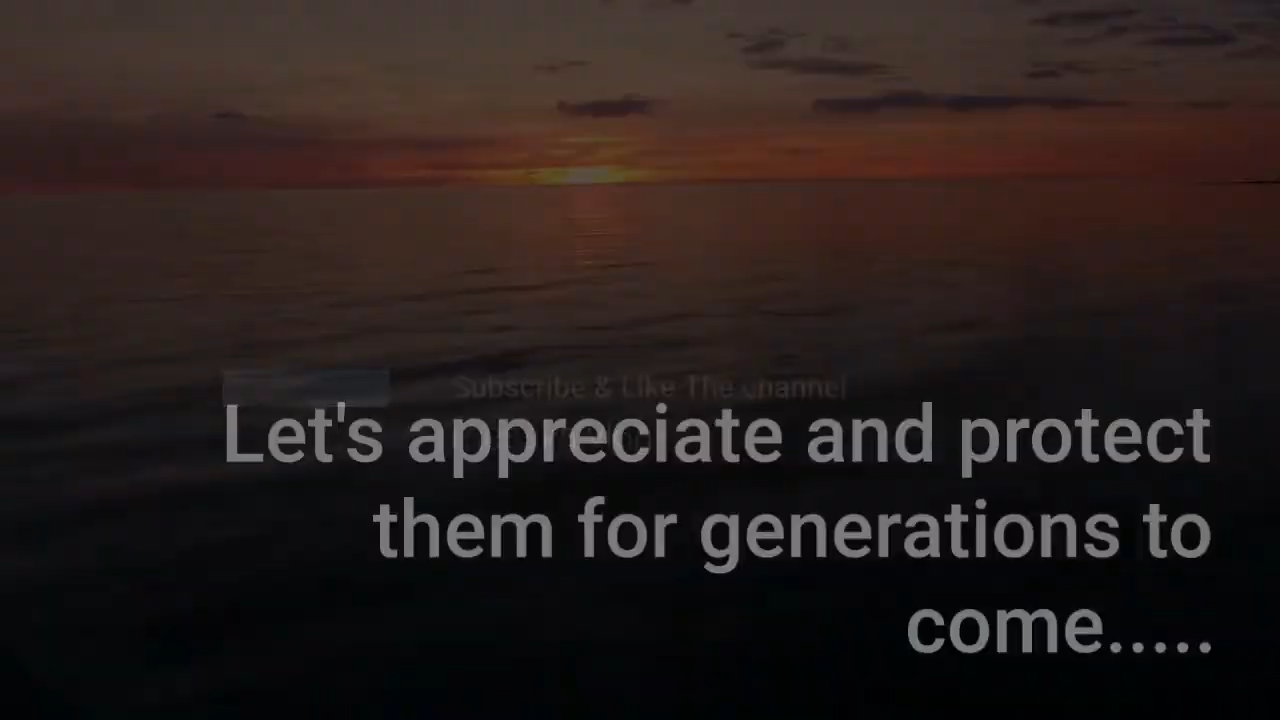 Subscribe & Like The channel
Let's appreciate and protect
them for generations to
come.....